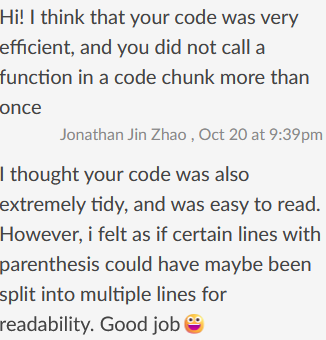 Hi! I think that your code was very
efficient, and you did not call a
function in a code chunk more than
once
Jonathan Jin Zhao , Oct 20 at 9:39pm
I thought your code was also
extremely tidy, and was easy to read.
However, i felt as if certain lines with
parenthesis could have maybe been
split into multiple lines for
readability. Good job😀